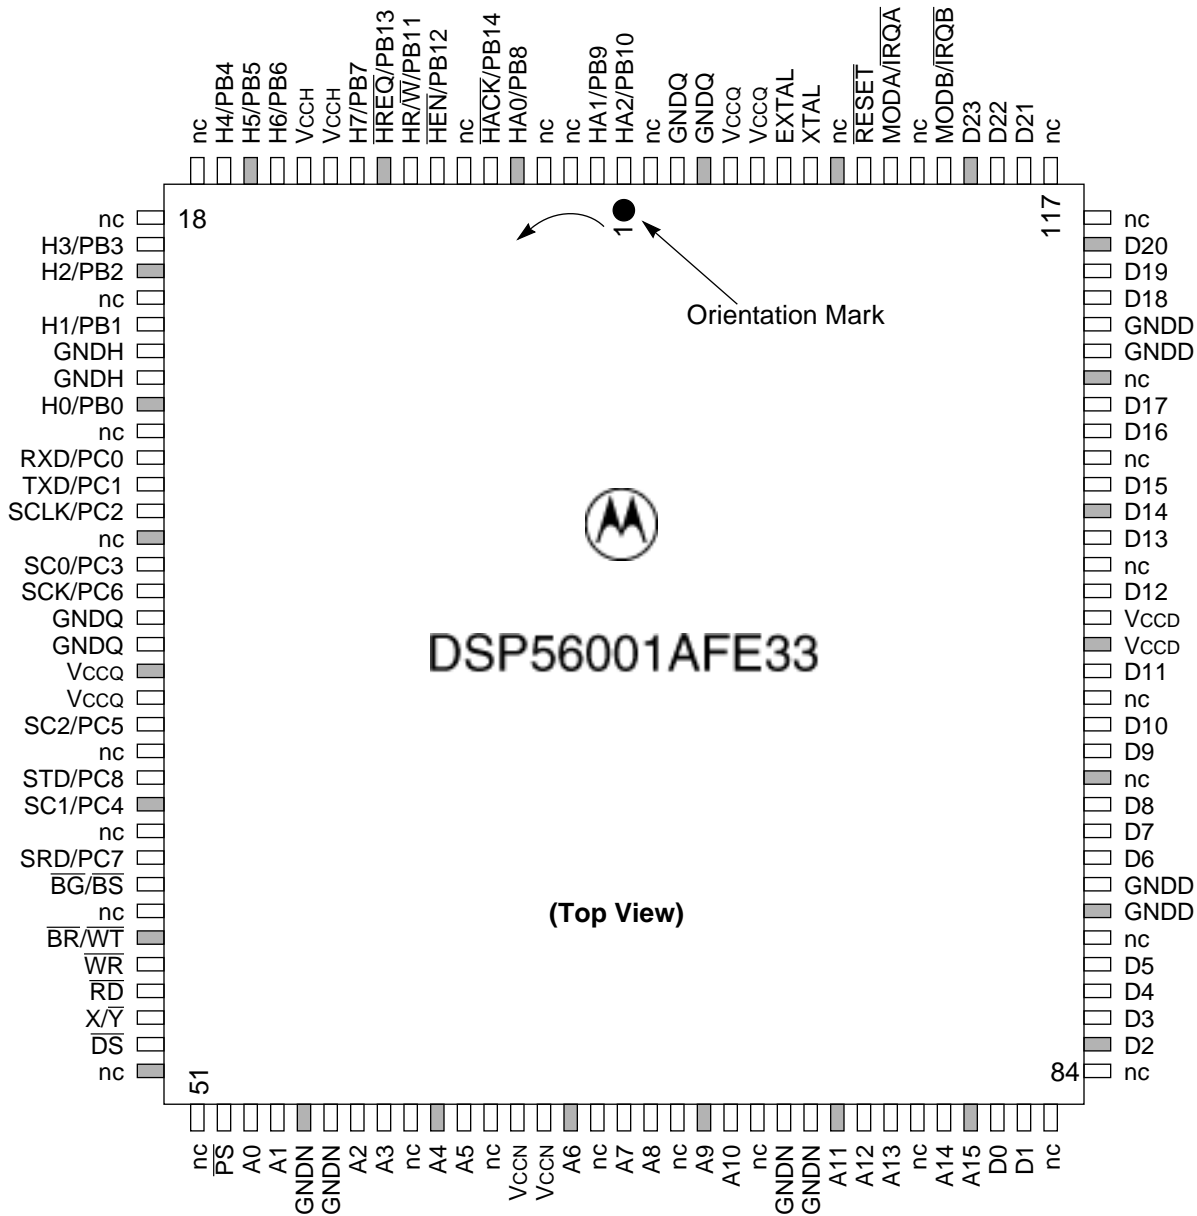 nc
H4/PB4
H5/PB5
H6/PB6
VCCH
VCCH
H7/PB7
HREQ/PB13
HR/W/PB11
HEN/PB12
nc
HACK/PB14
HA0/PB8
nc
nc
HA1/PB9
HA2/PB10
nc
GNDQ
GNDQ
VCCQ
VCCQ
EXTAL
XTAL
nc
RESET
MODA/IRQA
nc
MODB/IRQB
D23
D22
D21
nc
18
1
117
Orientation Mark
nc
H3/PB3
H2/PB2
nc
H1/PB1
GNDH
GNDH
H0/PB0
nc
RXD/PC0
TXD/PC1
SCLK/PC2
nc
SC0/PC3
SCK/PC6
GNDQ
GNDQ
VCCQ
VCCQ
SC2/PC5
nc
STD/PC8
SC1/PC4
nc
SRD/PC7
BG/BS
nc
BR/WT
WR
RD
X/Y
DS
nc
DSP56001AFE33
(Top View)
nc
D20
D19
D18
GNDD
GNDD
nc
D17
D16
nc
D15
D14
D13
nc
D12
VCCD
VCCD
D11
nc
D10
D9
nc
D8
D7
D6
GNDD
GNDD
nc
D5
D4
D3
D2
nc
51
84
nc
PS
A0
A1
GNDN
GNDN
A2
A3
nc
A4
A5
nc
VCCN
VCCN
A6
nc
A7
A8
nc
A9
A10
nc
GNDN
GNDN
A11
A12
A13
nc
A14
A15
D0
D1
nc